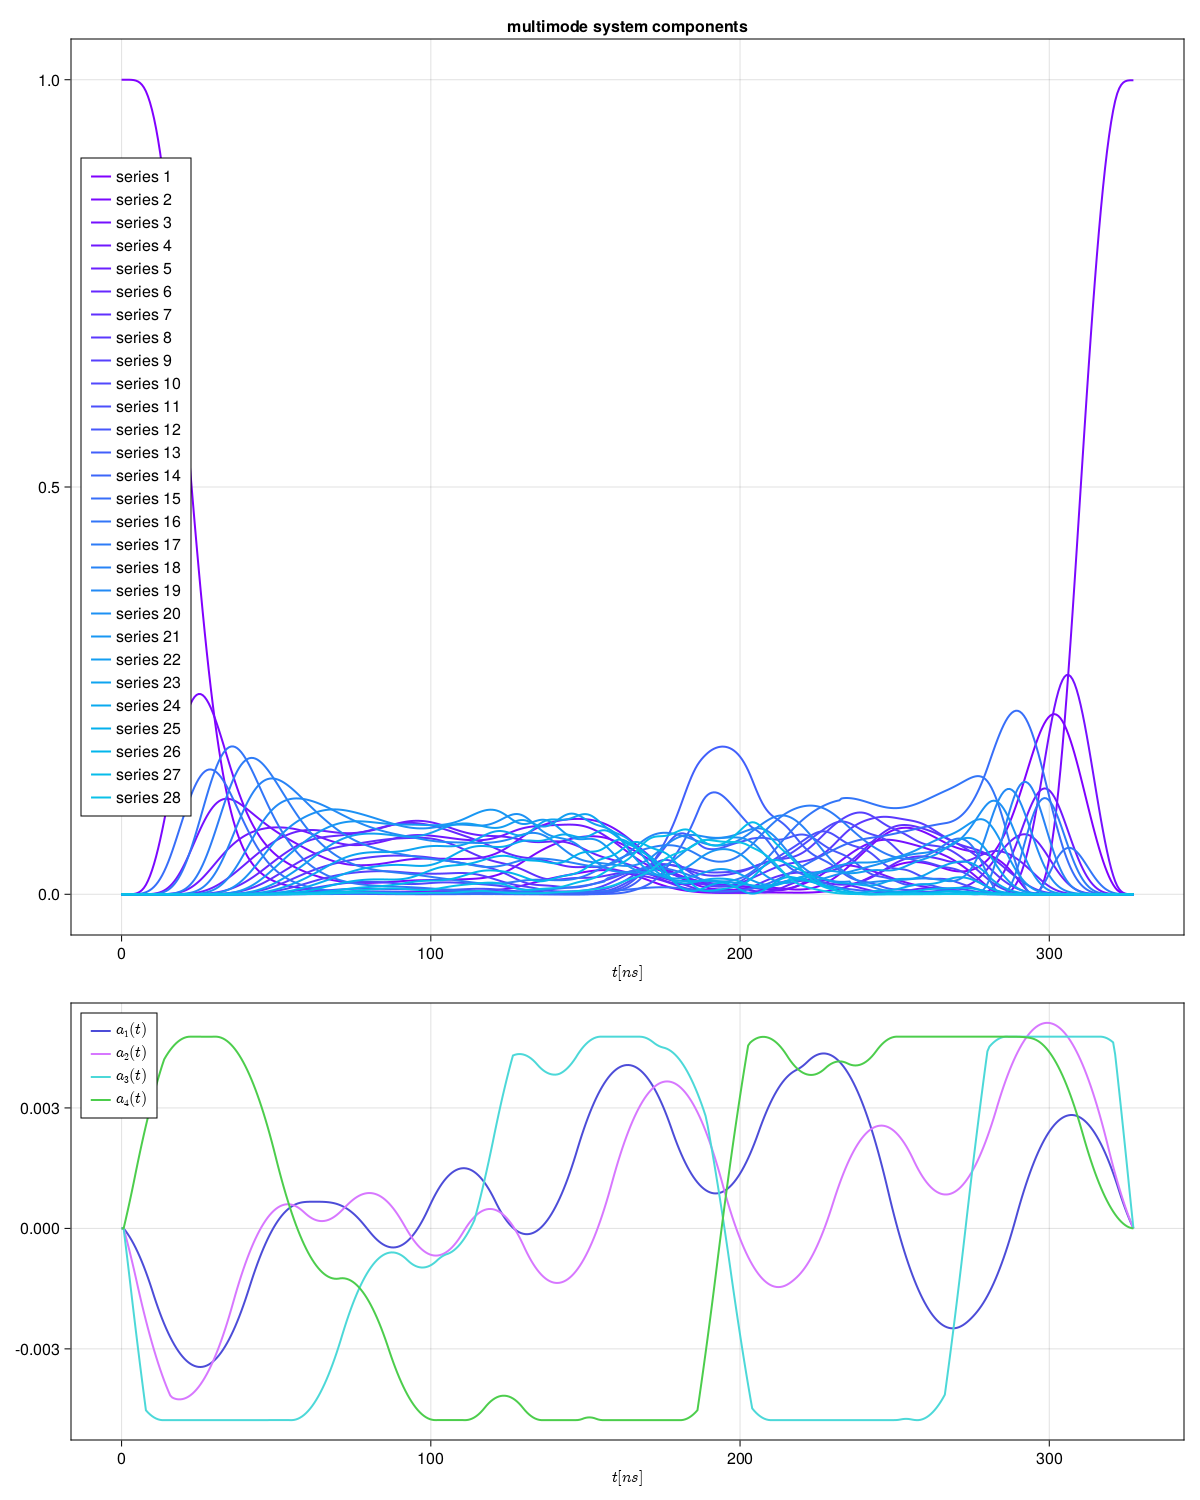 multimode system components
1.0
0.5
0.0
series 1
series 2
series 3
series 4
series 5
series 6
series 7
series 8
series 9
series 10
series 11
series 12
series 13
series 14
series 15
series 16
series 17
series 18
series 19
series 20
series 21
series 22
series 23
series 24
series 25
series 26
series 27
series 28
0 100 200 300
t[ns]
a₁(t)
a₂(t)
a₃(t)
a₄(t)
0.003
0.000
-0.003
0 100 200 300
t[ns]